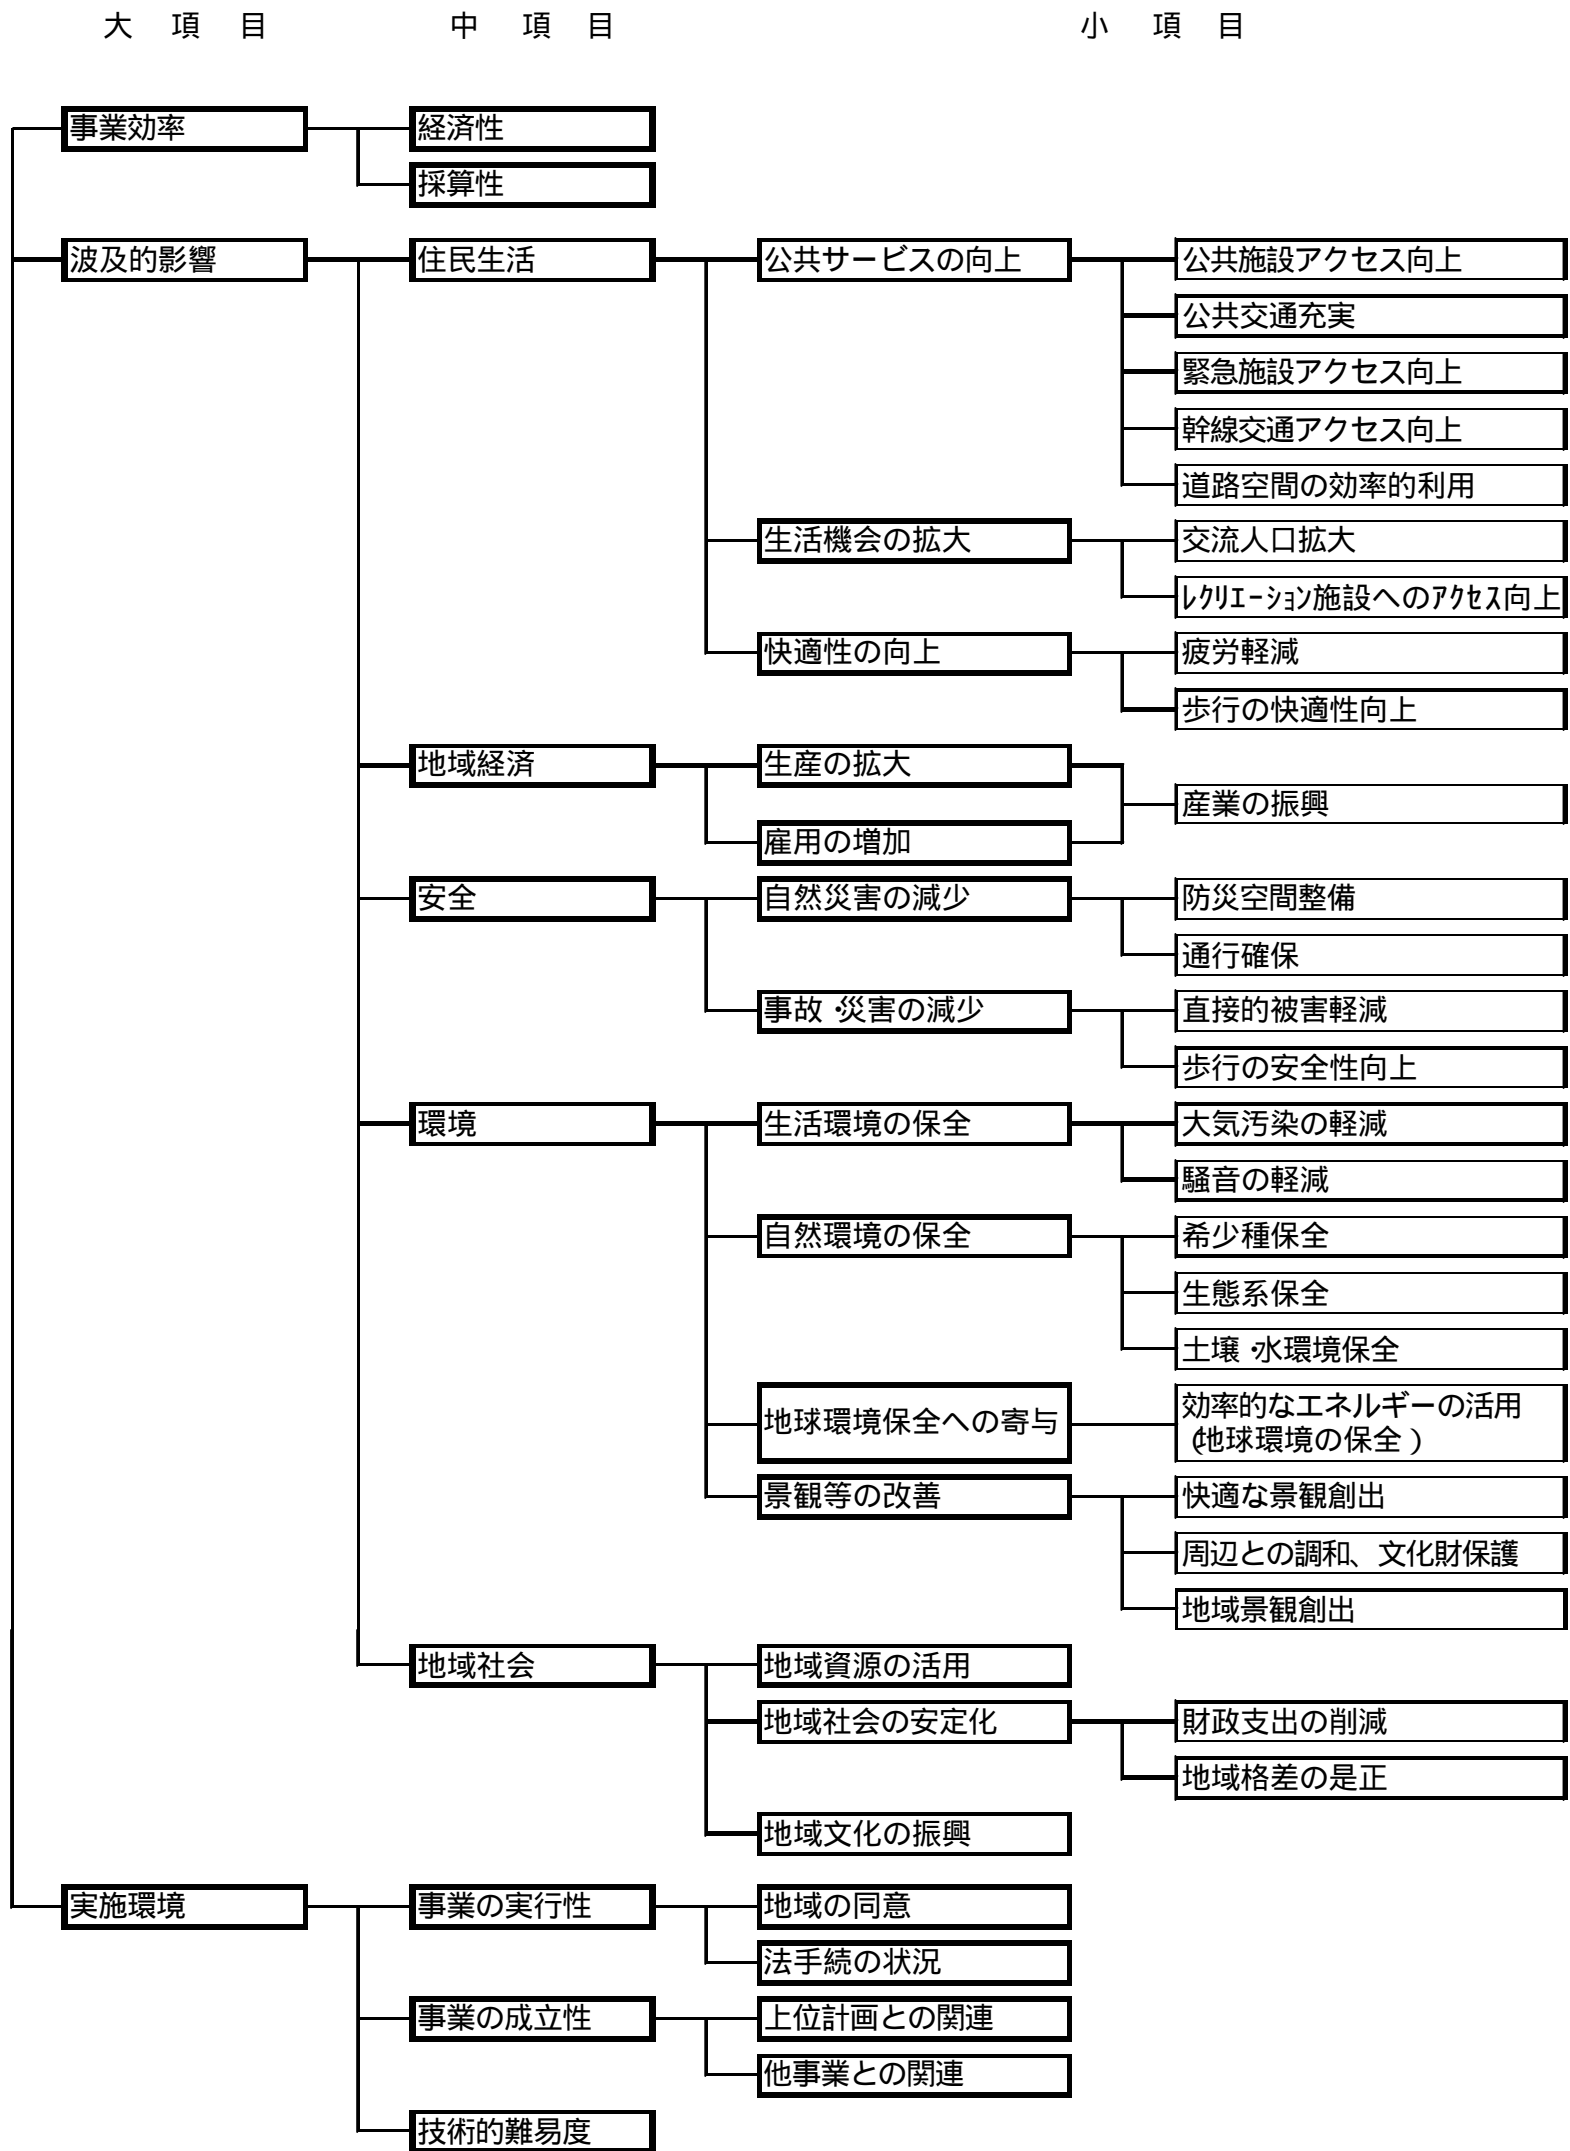 大 項 目 中 項 目 小 項 目
事業効率 経済性
採算性
波及的影響 住民生活 公共サービスの向上 公共施設アクセス向上
公共交通充実
緊急施設アクセス向上
幹線交通アクセス向上
道路空間の効率的利用
生活機会の拡大 交流人口拡大
ﾚｸﾘｴｰｼｮﾝ施設へのｱｸｾｽ向上
快適性の向上 疲労軽減
歩行の快適性向上
地域経済 生産の拡大
産業の振興
雇用の増加
安全 自然災害の減少 防災空間整備
通行確保
事故・災害の減少 直接的被害軽減
歩行の安全性向上
環境 生活環境の保全 大気汚染の軽減
騒音の軽減
自然環境の保全 希少種保全
生態系保全
土壌・水環境保全
地球環境保全への寄与 効率的なエネルギーの活用
(地球環境の保全)
景観等の改善 快適な景観創出
周辺との調和、文化財保護
地域景観創出
地域社会 地域資源の活用
地域社会の安定化 財政支出の削減
地域格差の是正
地域文化の振興
実施環境 事業の実行性 地域の同意
法手続の状況
事業の成立性 上位計画との関連
他事業との関連
技術的難易度